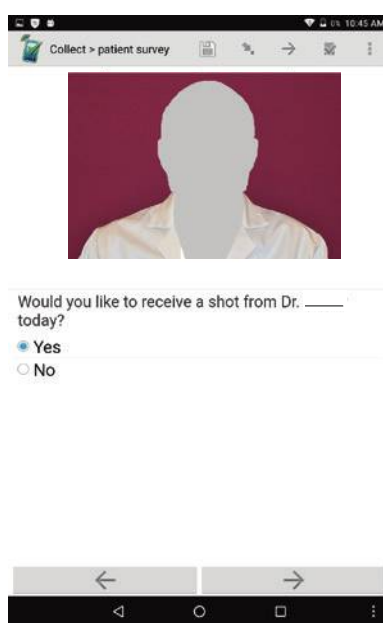 10:45 AM
Collect > patient survey
Would you like to receive a shot from Dr. _____
today?
Yes
No